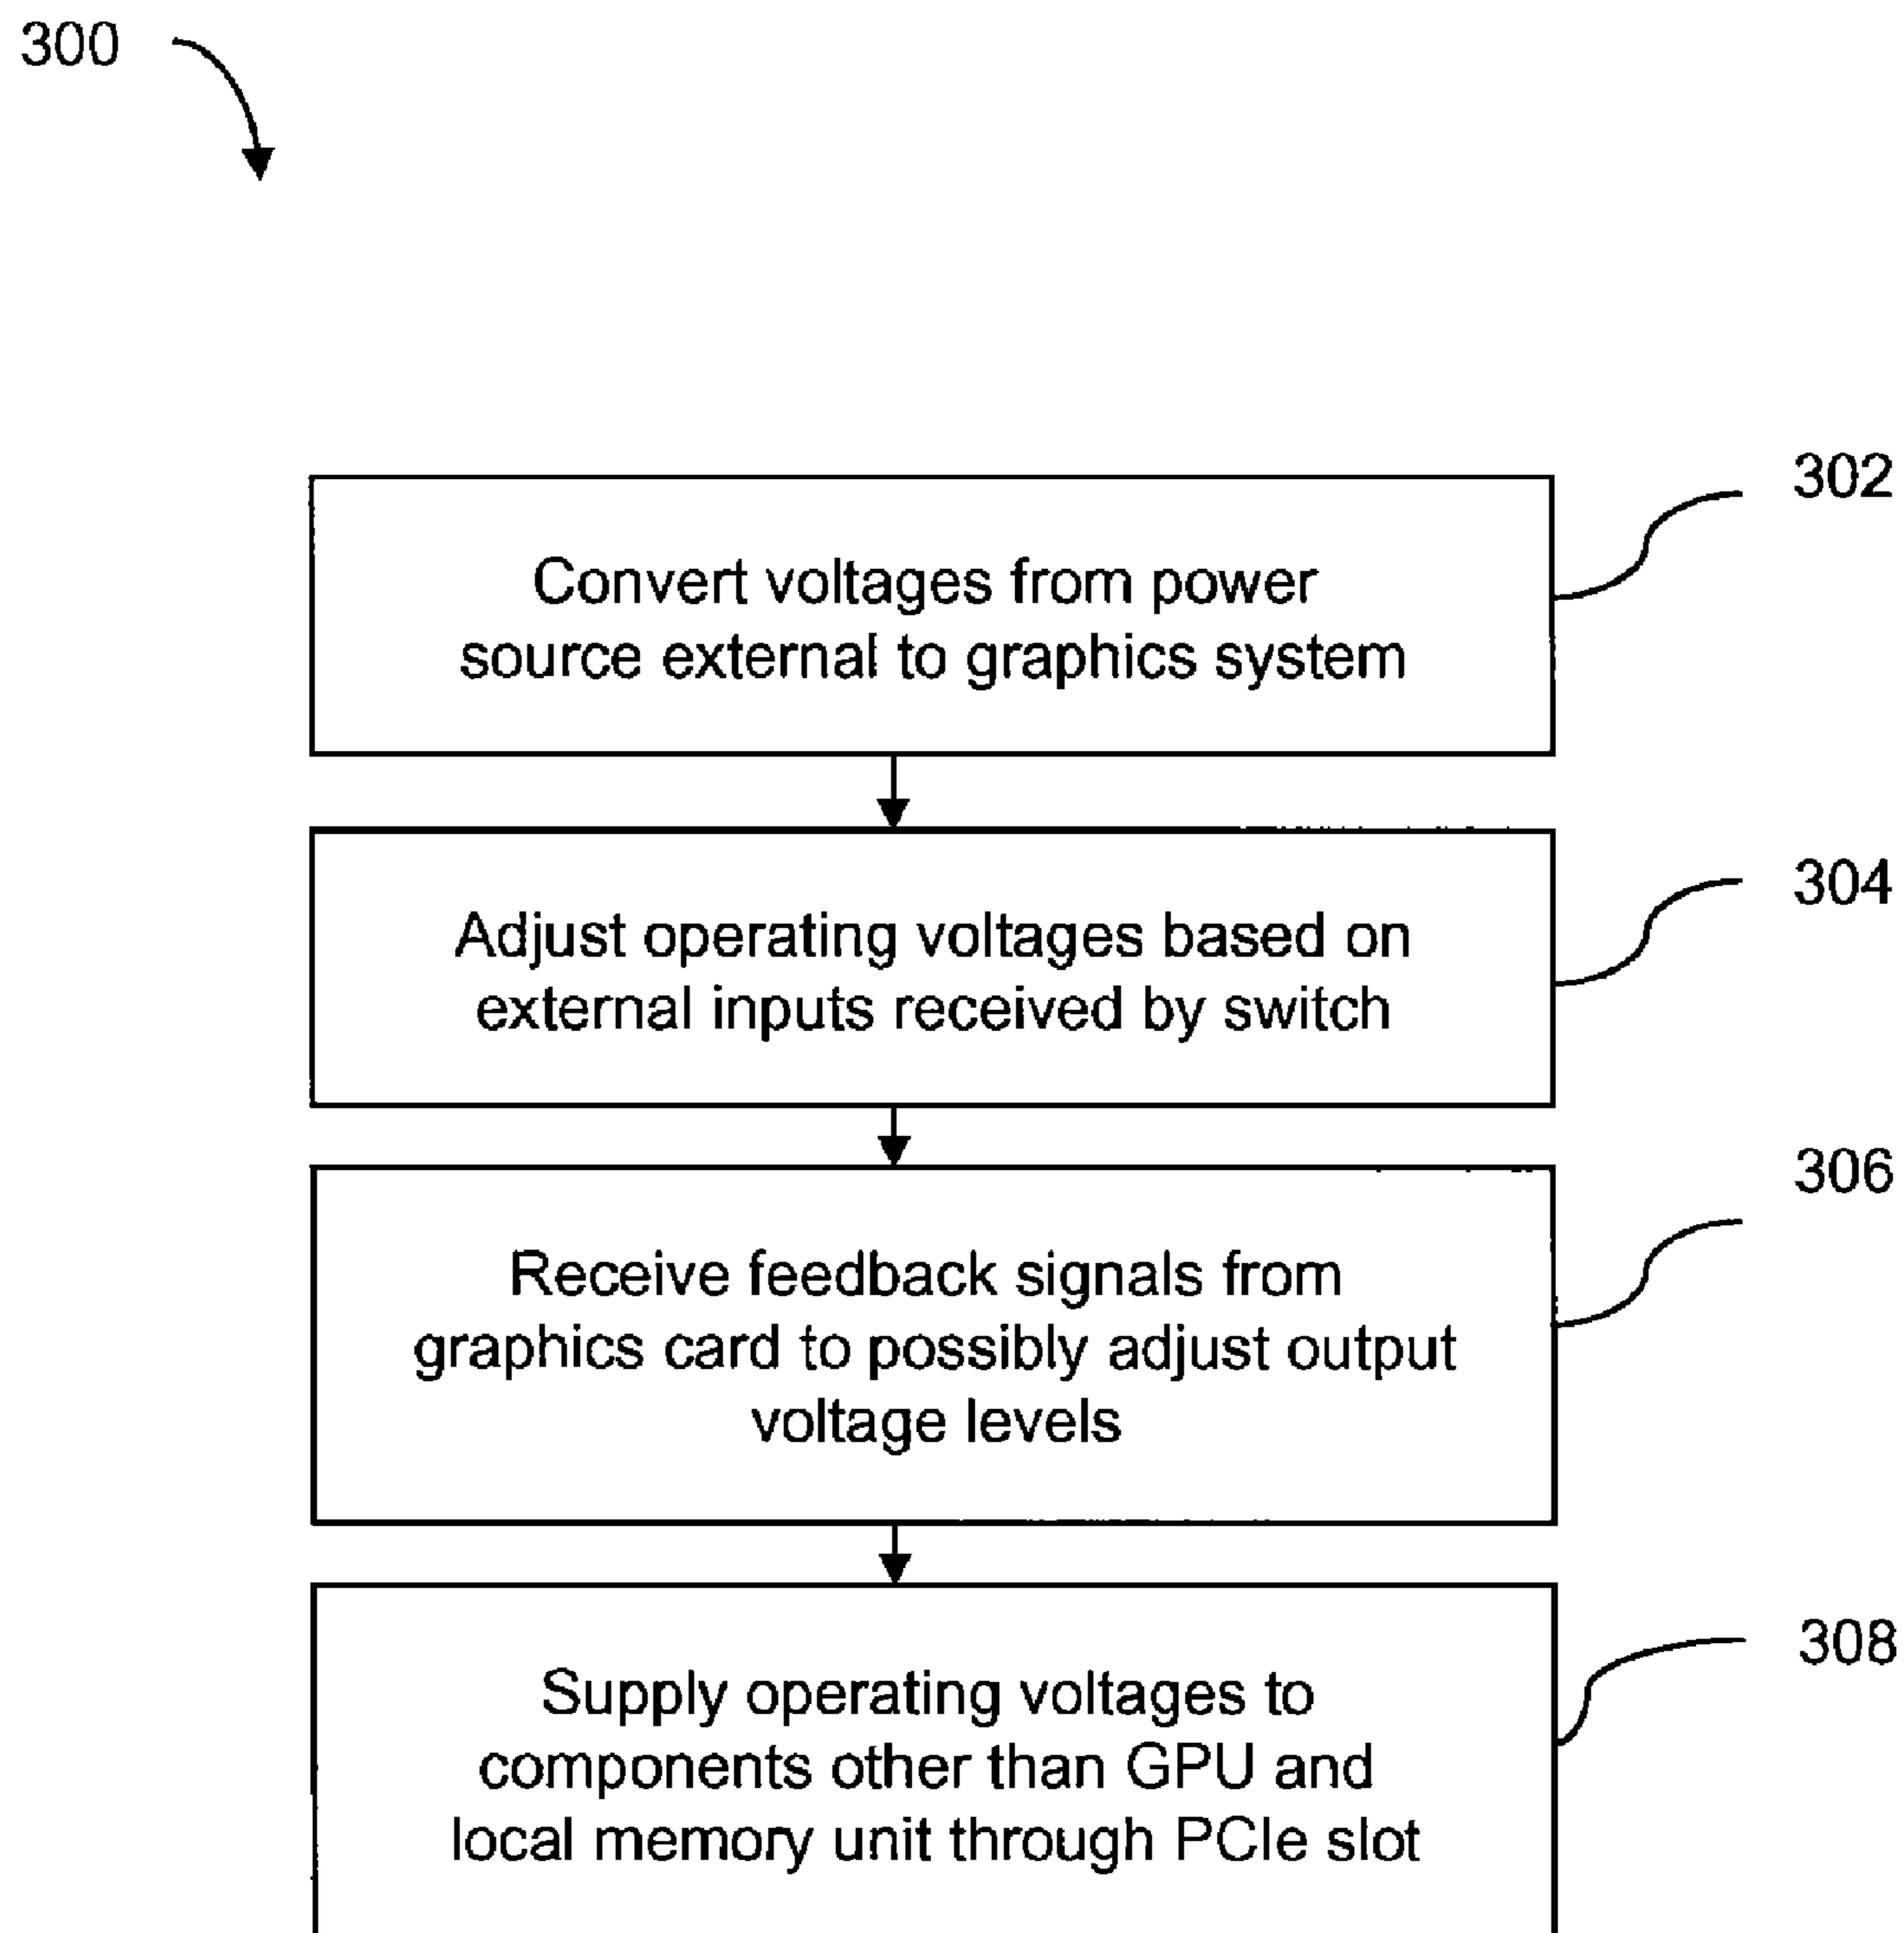 300
302
Convert voltages from power
source external to graphics system
304
Adjust operating voltages based on
external inputs received by switch
306
Receive feedback signals from
graphics card to possibly adjust output
voltage levels
308
Supply operating voltages to
components other than GPU and
local memory unit through PCIe slot